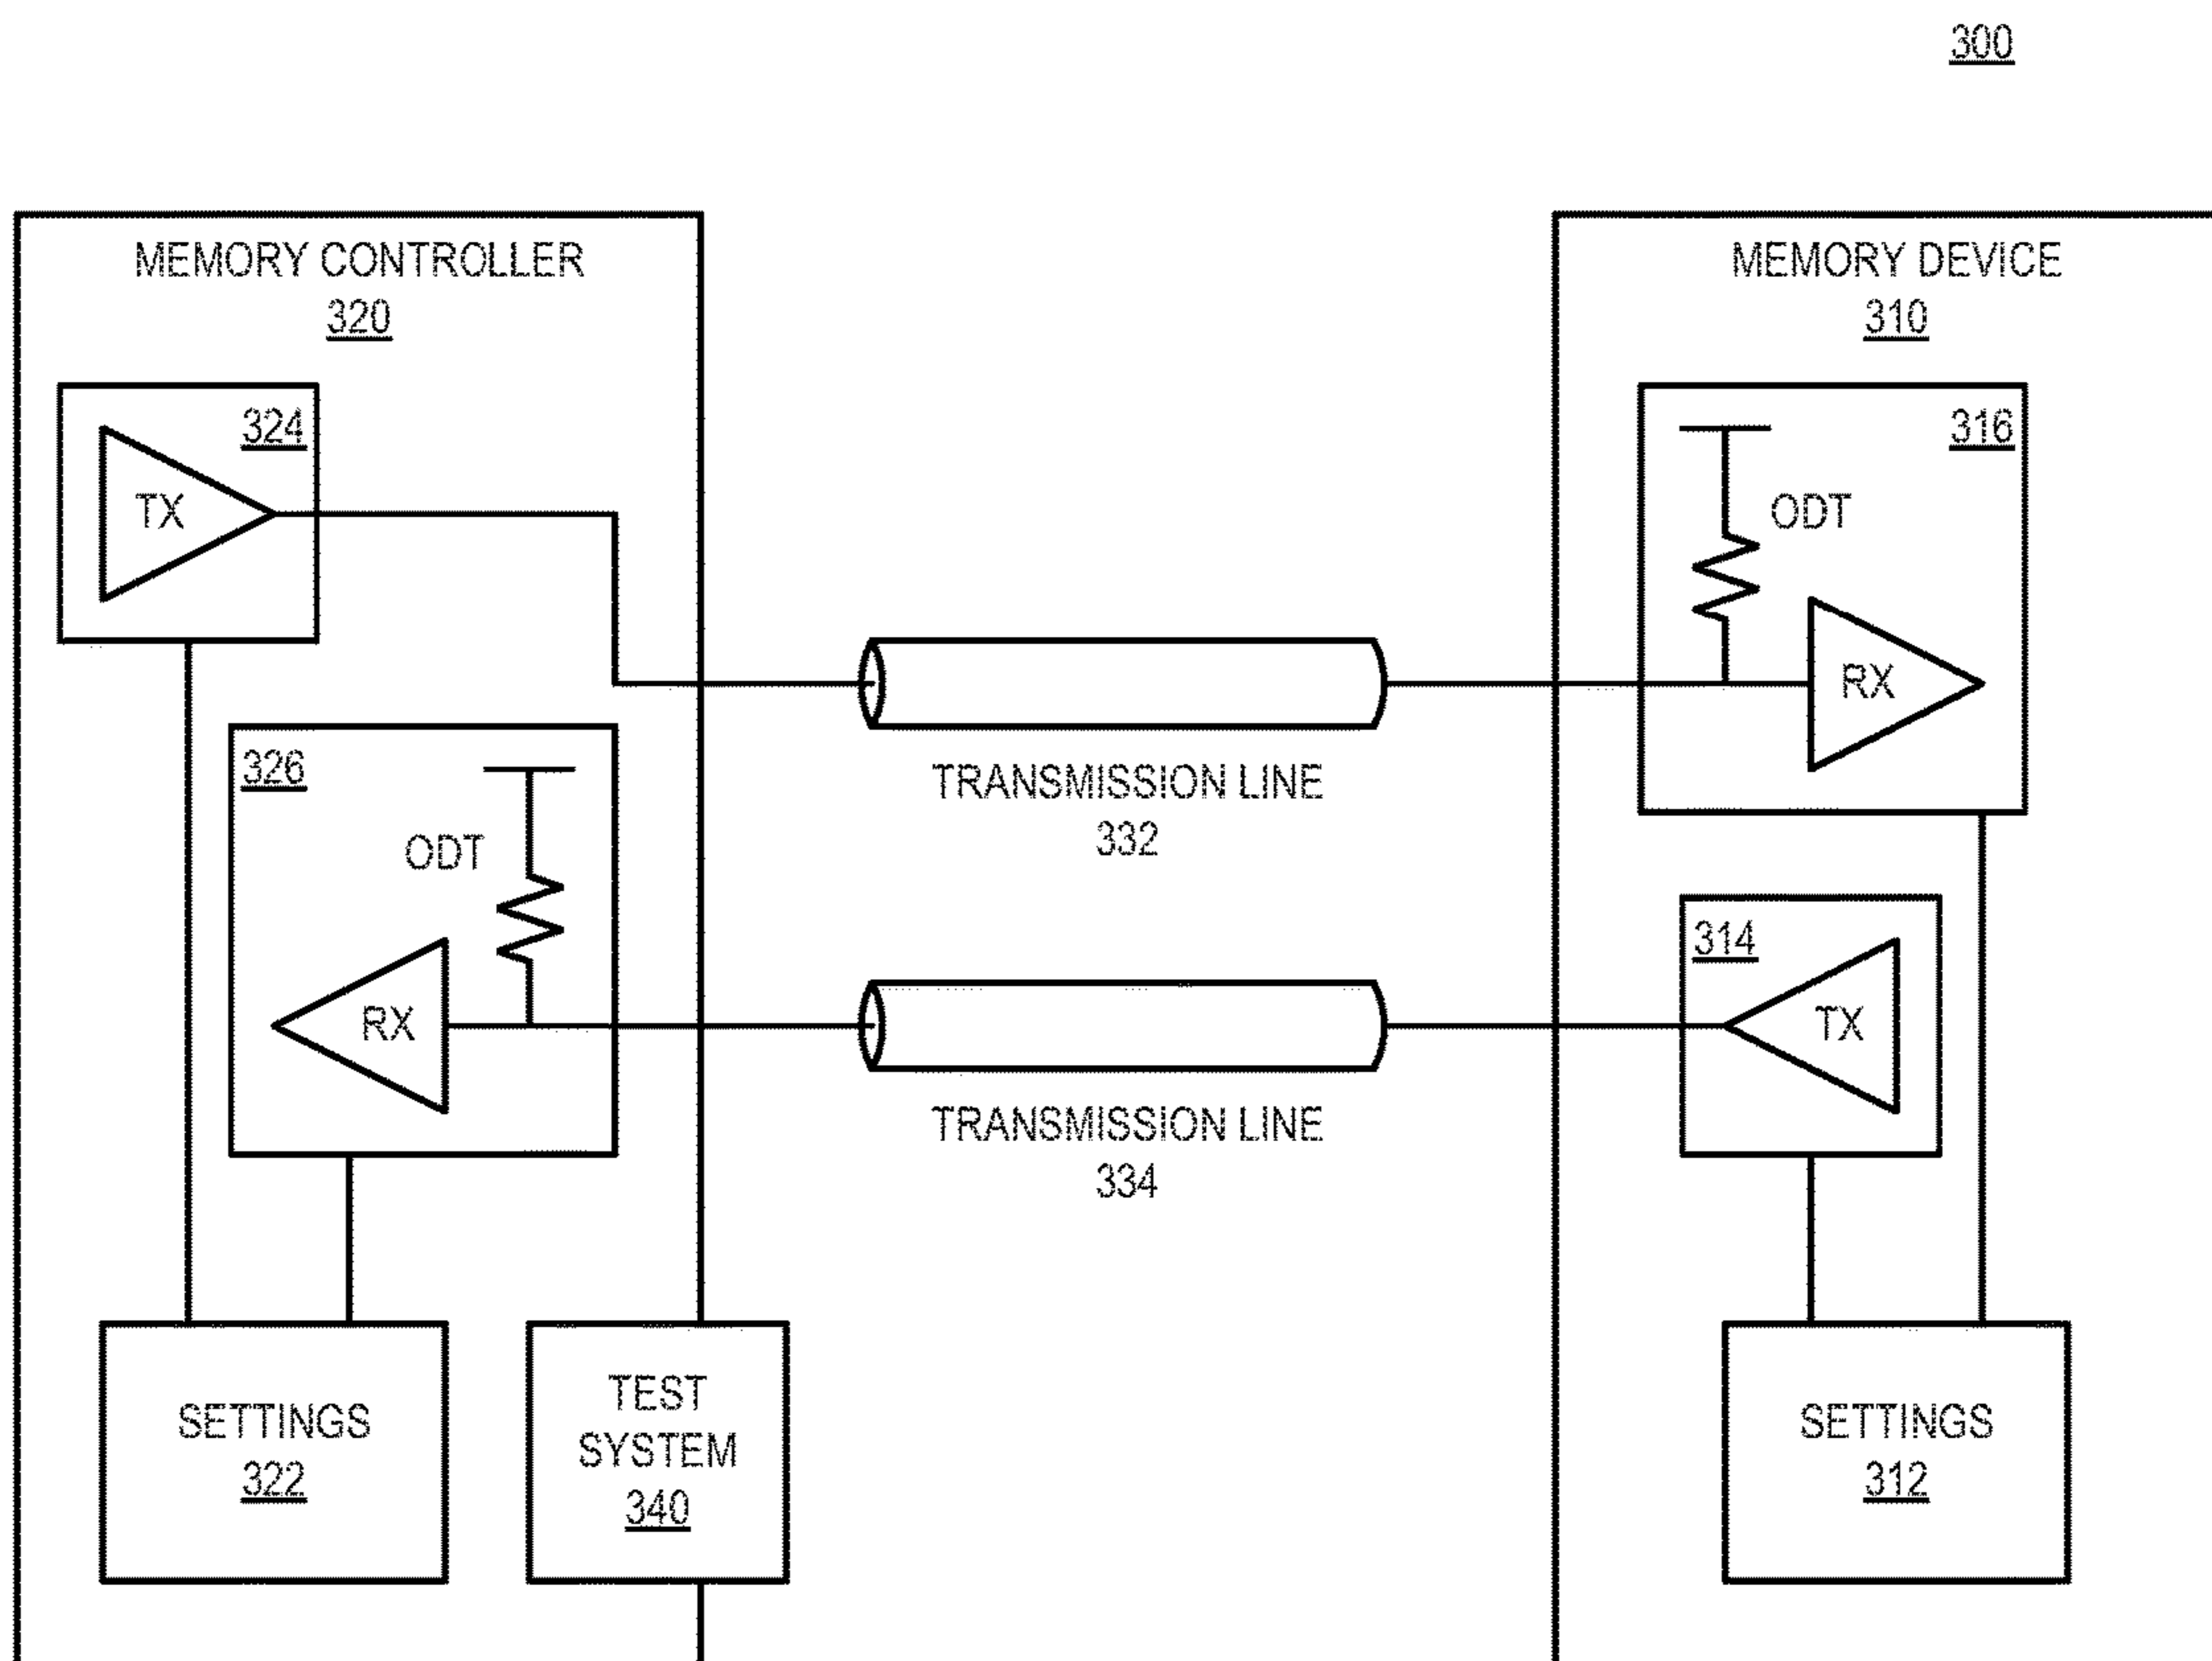 300
MEMORY CONTROLLER
320
MEMORY DEVICE
310
324
TX
316
ODT
RX
326
ODT
RX
TRANSMISSION LINE
332
314
TX
TRANSMISSION LINE
334
SETTINGS
322
TEST
SYSTEM
340
SETTINGS
312